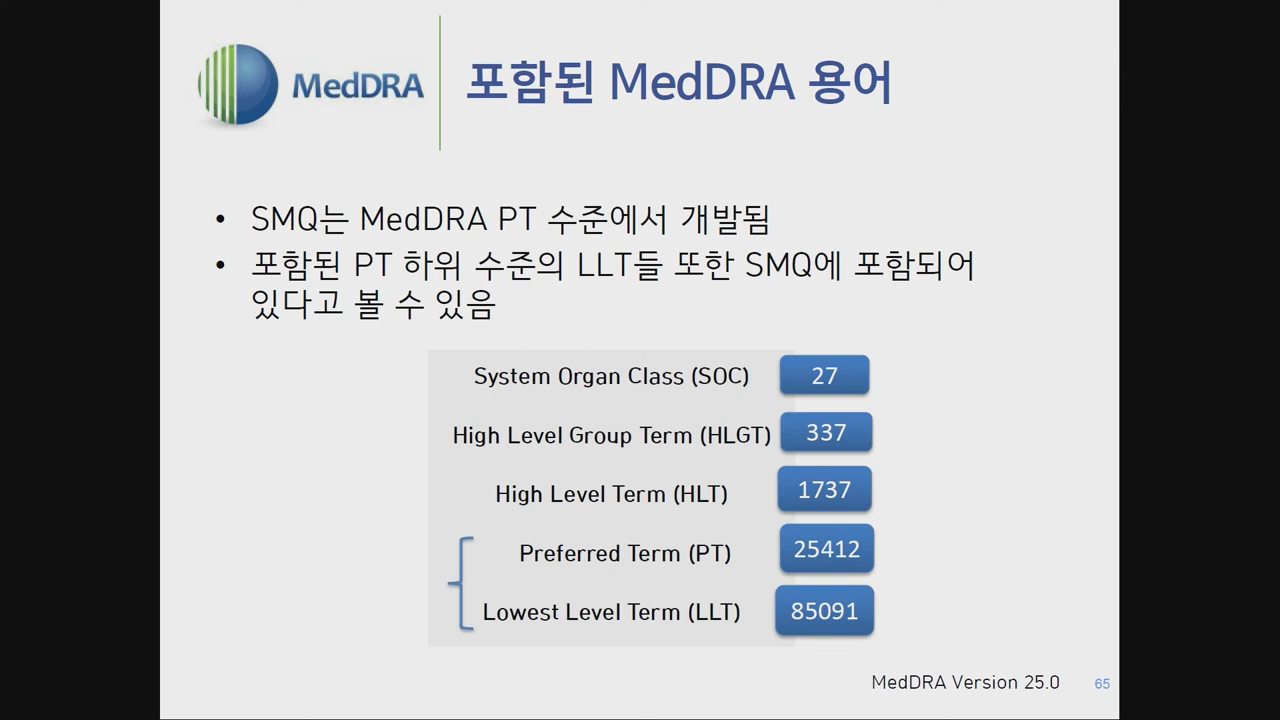 MedDRA
포함된 MedDRA 용어
• SMQ는 MedDRA PT 수준에서 개발됨
• 포함된 PT 하위 수준의 LLT들 또한 SMQ에 포함되어
있다고 볼 수 있음
System Organ Class (SOC) 27
High Level Group Term (HLGT) 337
High Level Term (HLT) 1737
Preferred Term (PT) 25412
Lowest Level Term (LLT) 85091
MedDRA Version 25.0 65